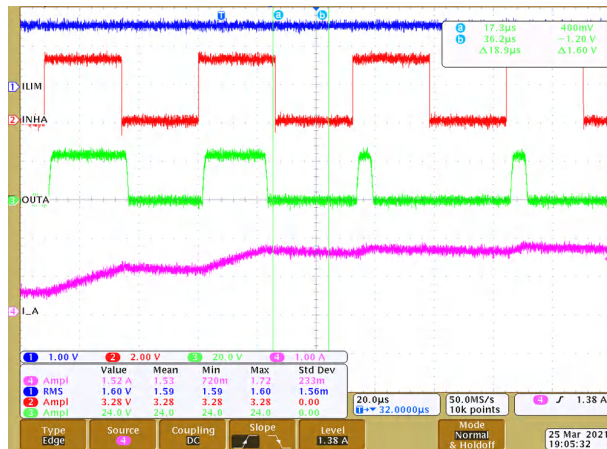 T a b
a 17.3µs 400mV
b 36.2µs −1.20 V
Δ18.9µs Δ1.60 V
1 ILIM
2 INHA
3 OUTA
4 I_A
1 1.00 V 2 2.00 V 3 20.0 V 4 1.00 A
Value Mean Min Max Std Dev
4 Ampl 1.52 A 1.53 720m 1.72 233m
1 RMS 1.60 V 1.59 1.59 1.60 1.56m
2 Ampl 3.28 V 3.28 3.28 3.28 0.00
3 Ampl 24.0 V 24.0 24.0 24.0 0.00
20.0µs 50.0MS/s 4 1.38 A
T→▼ 32.0000µs 10k points
Type Source Coupling Slope Level Mode
Edge 4 DC 1.38 A Normal
& Holdoff
25 Mar 2021
19:05:32